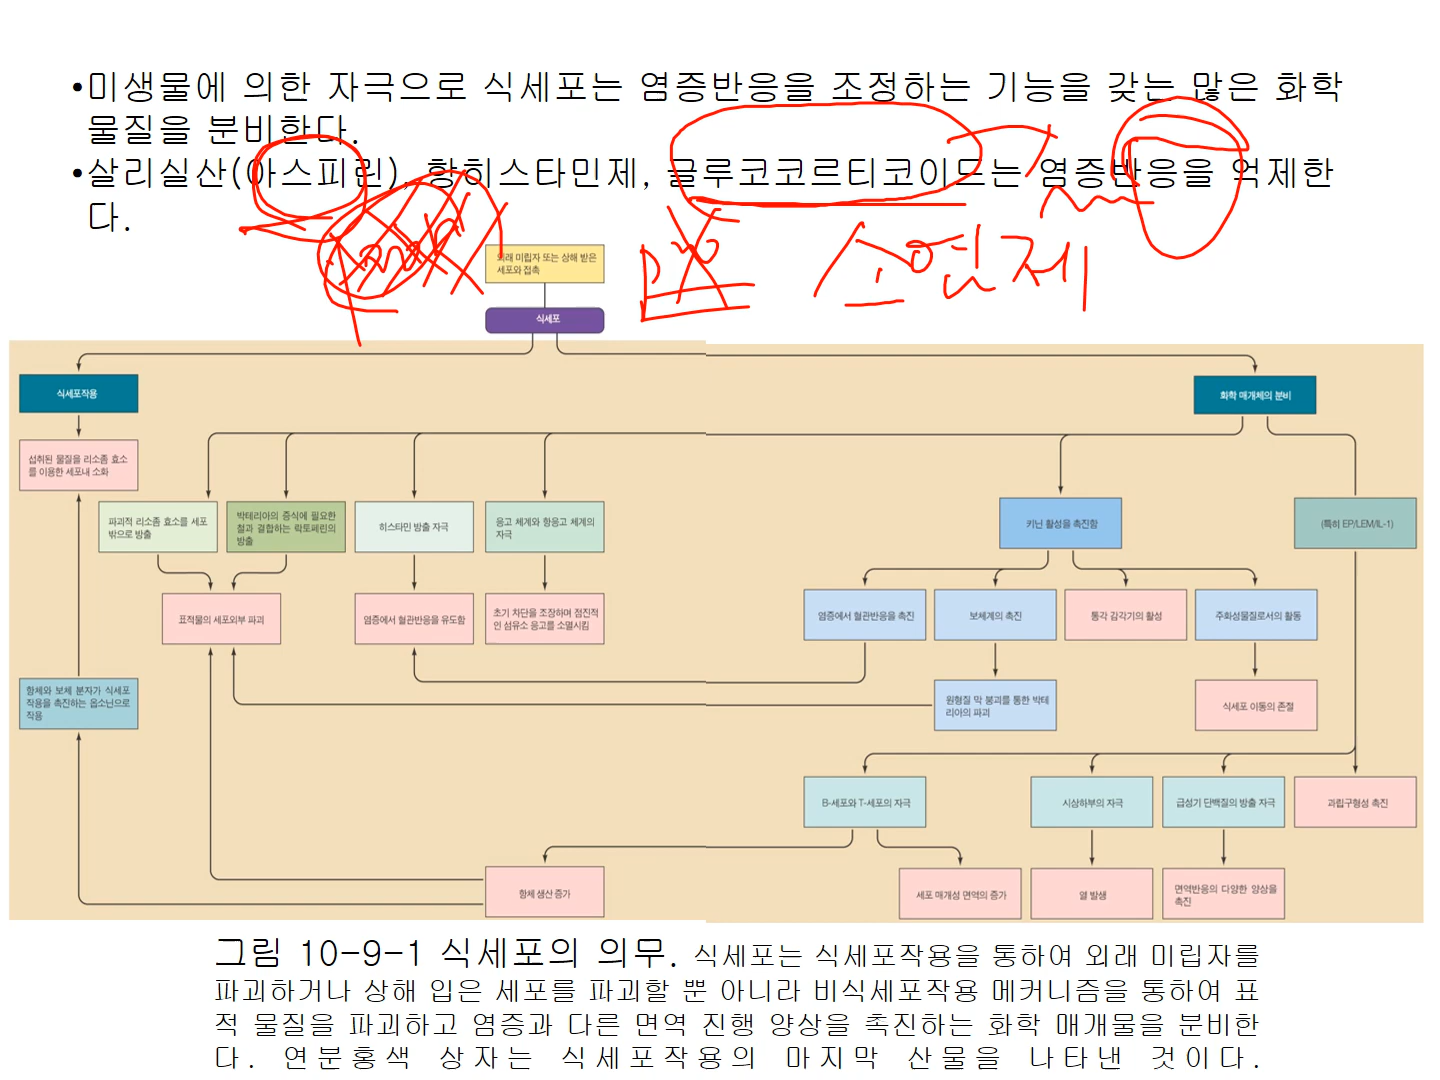 •미생물에 의한 자극으로 식세포는 염증반응을 조정하는 기능을 갖는 많은 화학
물질을 분비한다.
•살리실산(아스피린), 항히스타민제, 글루코코르티코이드는 염증반응을 억제한
다.
소염제
외래 미립자 또는 상해 받은
세포와 접촉
식세포
식세포작용
화학 매개체의 분비
섭취된 물질을 리소좀 효소
를 이용한 세포내 소화
파괴적 리소좀 효소를 세포
밖으로 방출
박테리아의 증식에 필요한
철과 결합하는 락토페린의
방출
히스타민 방출 자극
응고 체계와 항응고 체계의
자극
키닌 활성을 촉진함
(특히 EP/LEM/IL-1)
표적물의 세포외부 파괴
염증에서 혈관반응을 유도함
초기 차단을 조장하며 점진적
인 섬유소 응고를 소멸시킴
염증에서 혈관반응을 촉진
보체계의 촉진
통각 감각기의 활성
주화성물질로서의 활동
항체와 보체 분자가 식세포
작용을 촉진하는 옵소닌으로
작용
원형질 막 붕괴를 통한 박테
리아의 파괴
식세포 이동의 존절
B-세포와 T-세포의 자극
시상하부의 자극
급성기 단백질의 방출 자극
과립구형성 촉진
항체 생산 증가
세포 매개성 면역의 증가
열 발생
면역반응의 다양한 양상을
촉진
그림 10-9-1 식세포의 의무. 식세포는 식세포작용을 통하여 외래 미립자를
파괴하거나 상해 입은 세포를 파괴할 뿐 아니라 비식세포작용 메커니즘을 통하여 표
적 물질을 파괴하고 염증과 다른 면역 진행 양상을 촉진하는 화학 매개물을 분비한
다. 연분홍색 상자는 식세포작용의 마지막 산물을 나타낸 것이다.